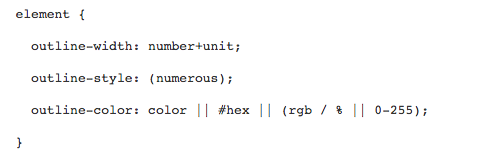 element {
outline-width: number+unit;
outline-style: (numerous);
outline-color: color || #hex || (rgb / % || 0-255);
}